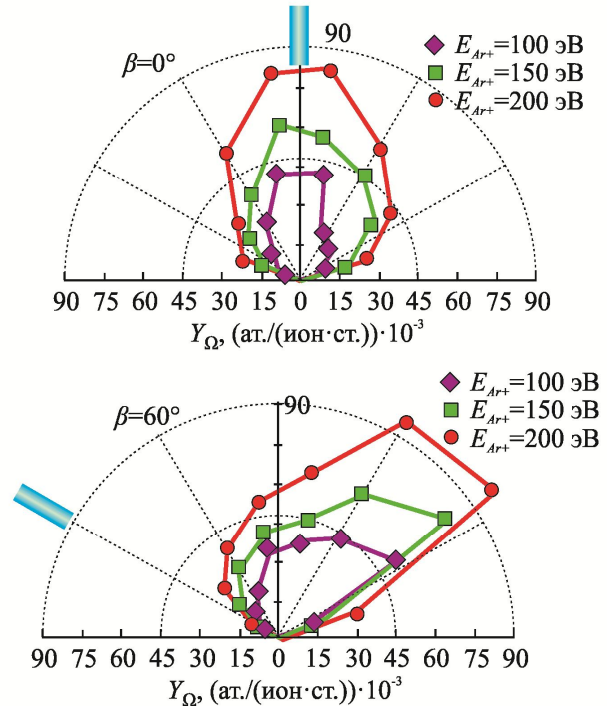 90
β=0°
E_Ar+=100 эВ
E_Ar+=150 эВ
E_Ar+=200 эВ
90 75 60 45 30 15 0 15 30 45 60 75 90
Y_Ω, (ат./(ион·ст.))·10⁻³
90
β=60°
E_Ar+=100 эВ
E_Ar+=150 эВ
E_Ar+=200 эВ
90 75 60 45 30 15 0 15 30 45 60 75 90
Y_Ω, (ат./(ион·ст.))·10⁻³